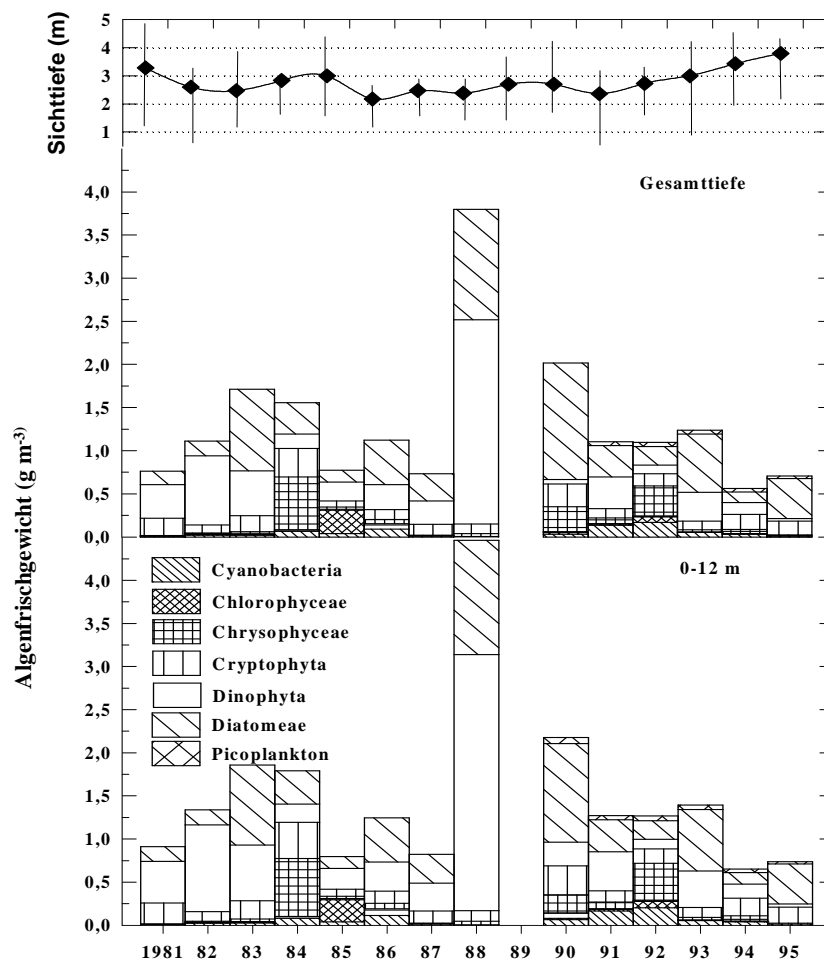 Sichttiefe (m)
5
4
3
2
1
Gesamttiefe
4,0
3,5
3,0
2,5
2,0
1,5
1,0
0,5
0,0
Algenfrischgewicht (g m-3)
0-12 m
Cyanobacteria
Chlorophyceae
Chrysophyceae
Cryptophyta
Dinophyta
Diatomeae
Picoplankton
4,0
3,5
3,0
2,5
2,0
1,5
1,0
0,5
0,0
1981 82 83 84 85 86 87 88 89 90 91 92 93 94 95